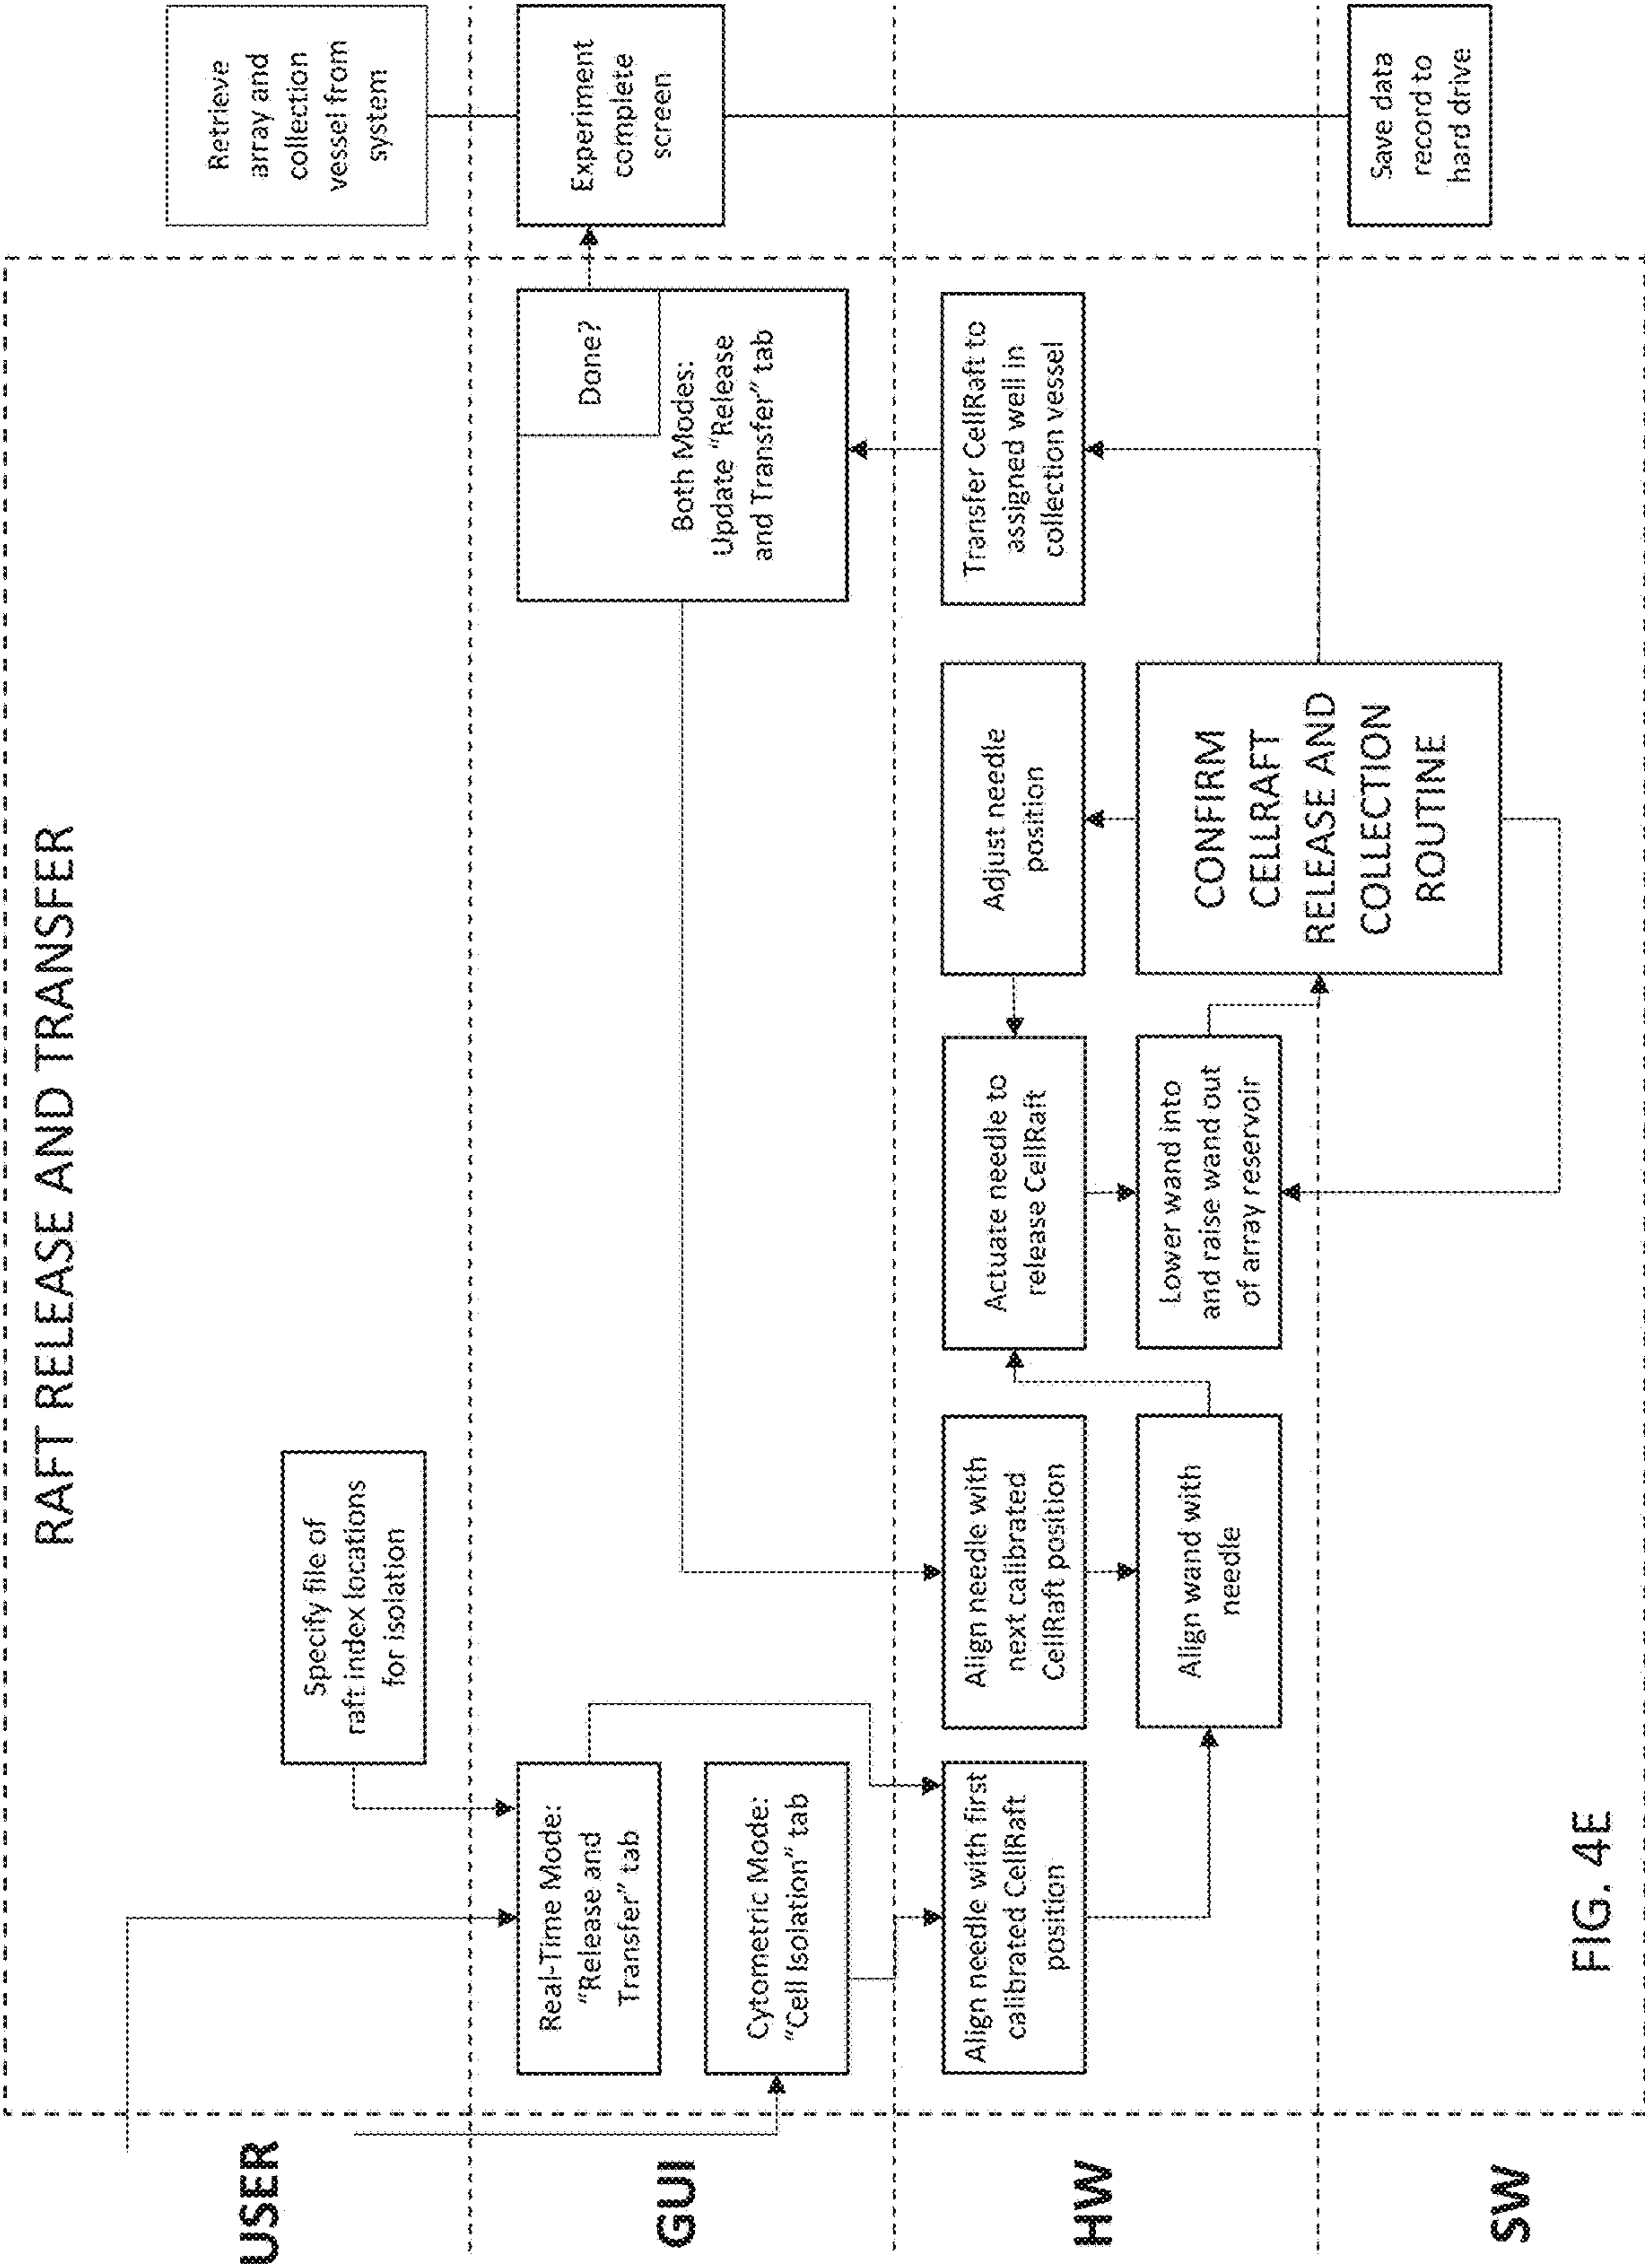 RAFT RELEASE AND TRANSFER
USER
GUI
HW
SW
Specify file of
raft index locations
for isolation
Retrieve
array and
collection
vessel from
system
Real-Time Mode:
"Release and
Transfer" tab
Cytometric Mode:
"Cell Isolation" tab
Done?
Both Modes:
Update "Release
and Transfer" tab
Experiment
complete
screen
Align needle with first
calibrated CellRaft
position
Align needle with
next calibrated
CellRaft position
Align wand with
needle
Actuate needle to
release CellRaft
Lower wand into
and raise wand out
of array reservoir
Adjust needle
position
CONFIRM
CELLRAFT
RELEASE AND
COLLECTION
ROUTINE
Transfer CellRaft to
assigned well in
collection vessel
Save data
record to
hard drive
FIG. 4E